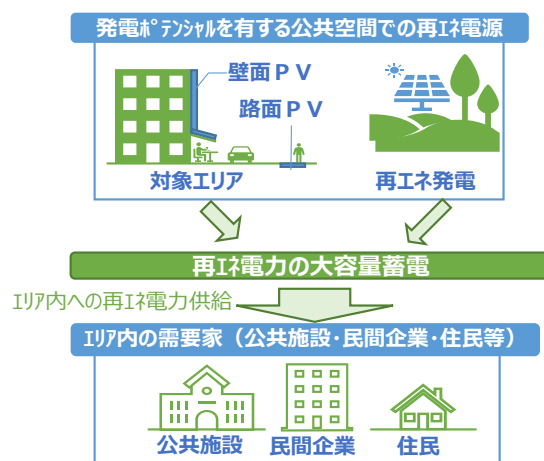 発電ﾎﾟﾃﾝｼｬﾙを有する公共空間での再ｴﾈ電源
壁面ＰＶ
路面ＰＶ
対象エリア
再エネ発電
再ｴﾈ電力の大容量蓄電
ｴﾘｱ内への再ｴﾈ電力供給
ｴﾘｱ内の需要家（公共施設･民間企業･住民等）
公共施設
民間企業
住民